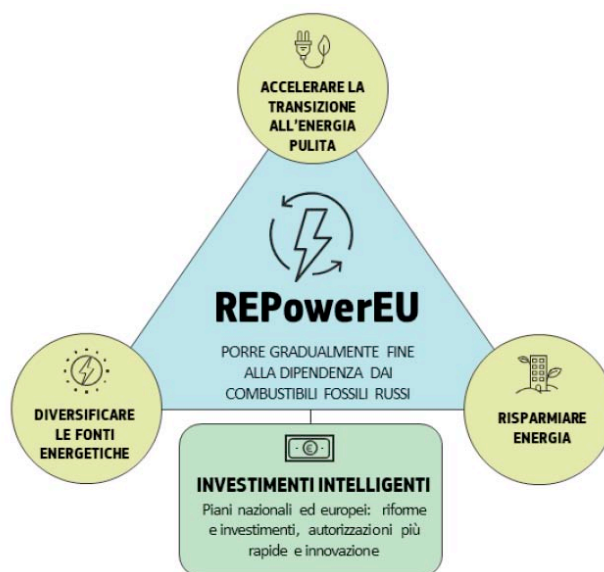 ACCELERARE LA
TRANSIZIONE
ALL'ENERGIA
PULITA
REPowerEU
PORRE GRADUALMENTE FINE
ALLA DIPENDENZA DAI
COMBUSTIBILI FOSSILI RUSSI
DIVERSIFICARE
LE FONTI
ENERGETICHE
RISPARMIARE
ENERGIA
€
INVESTIMENTI INTELLIGENTI
Piani nazionali ed europei: riforme
e investimenti, autorizzazioni più
rapide e innovazione